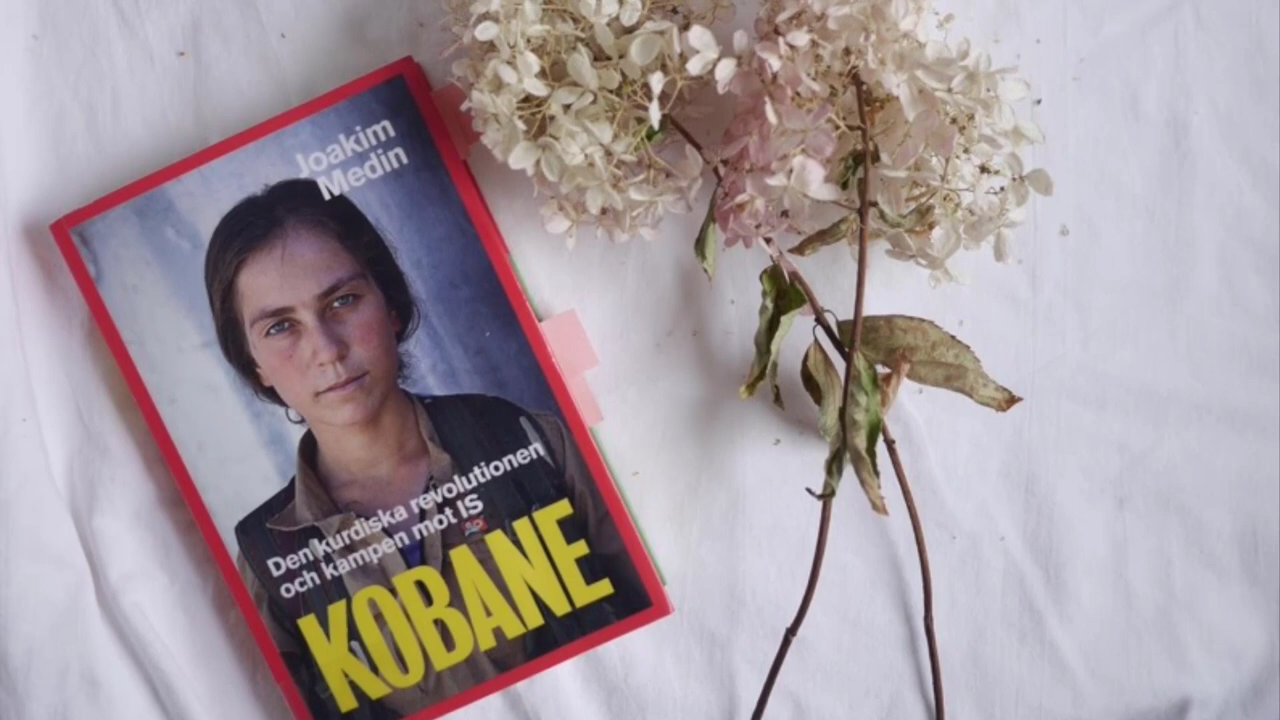 Joakim
Medin
Den kurdiska revolutionen
och kampen mot IS
KOBANE